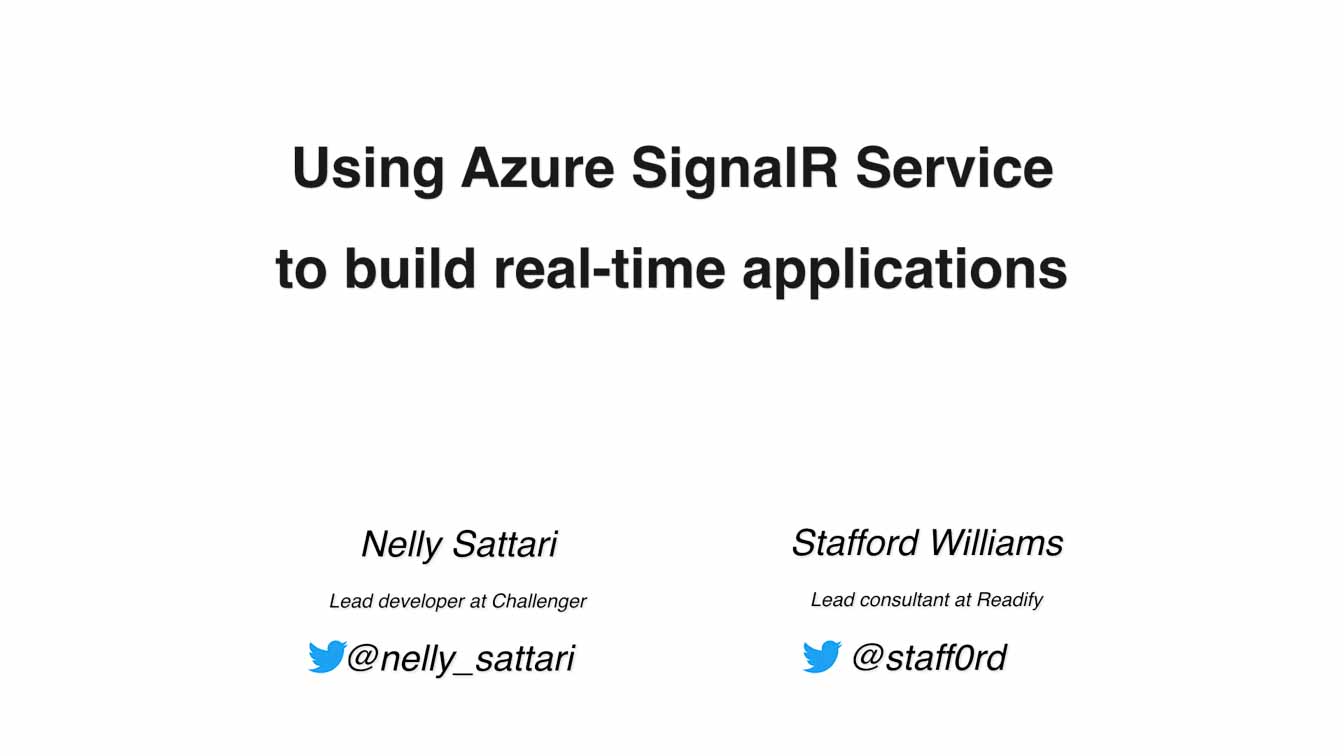 Using Azure SignalR Service
to build real-time applications
Nelly Sattari
Lead developer at Challenger
@nelly_sattari
Stafford Williams
Lead consultant at Readify
@staff0rd